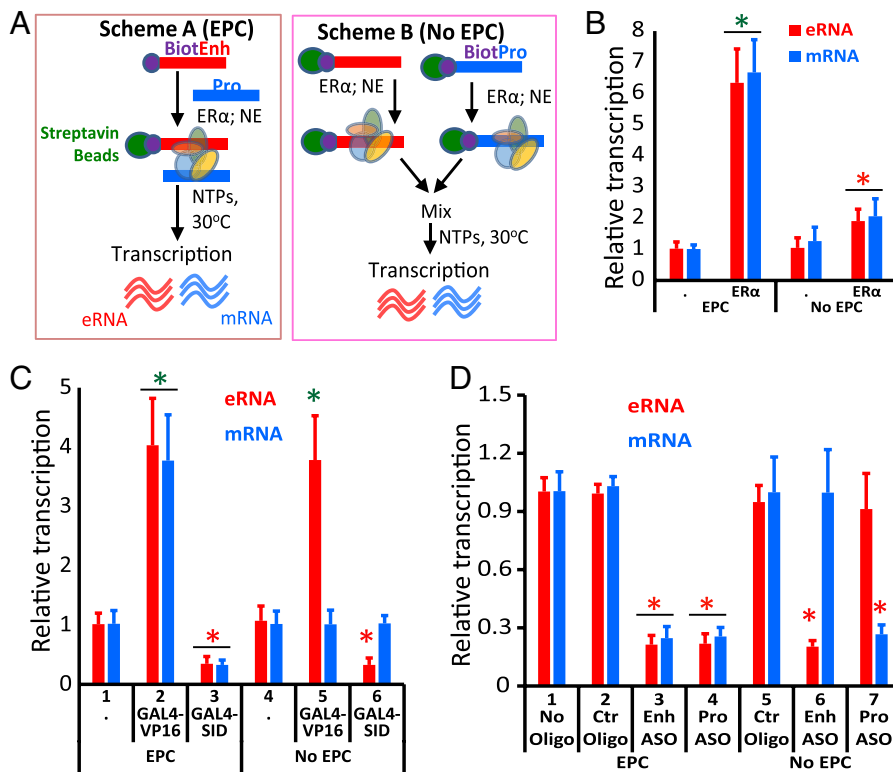 A
Scheme A (EPC)
BiotEnh
Pro
ERα; NE
Streptavin
Beads
NTPs,
30ºC
Transcription
eRNA
mRNA
Scheme B (No EPC)
BiotPro
ERα; NE
ERα; NE
Mix
NTPs, 30ºC
Transcription
eRNA
mRNA
B
Relative transcription
8
7
6
5
4
3
2
1
0
*
*
eRNA
mRNA
. ERα . ERα
EPC No EPC
C
Relative transcription
5
4
3
2
1
0
* * * *
eRNA
mRNA
1 2 3 4 5 6
. GAL4-VP16 GAL4-SID . GAL4-VP16 GAL4-SID
EPC No EPC
D
Relative transcription
1.5
1.2
0.9
0.6
0.3
0
eRNA
mRNA
* * * *
1 2 3 4 5 6 7
No Ctr Enh Pro Ctr Enh Pro
Oligo Oligo ASO ASO Oligo ASO ASO
EPC No EPC